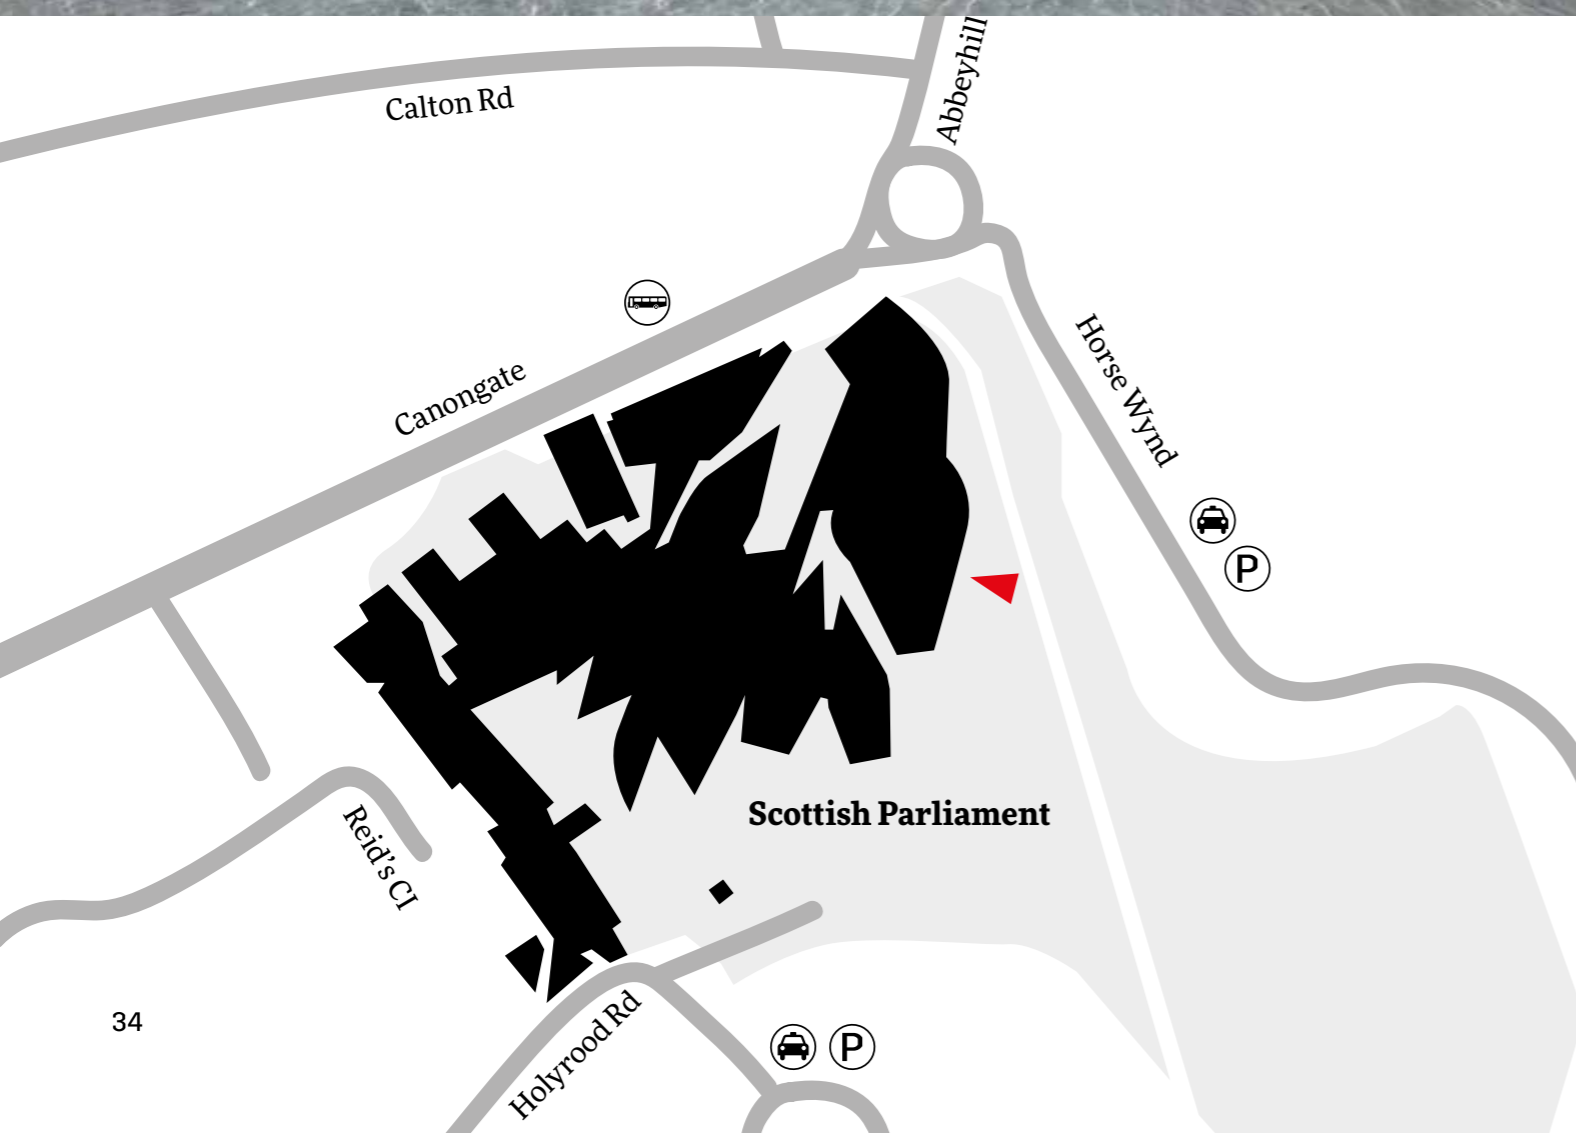 Abbeyhill
Calton Rd
Canongate
Horse Wynd
P
Scottish Parliament
Reid's Cl
34
Holyrood Rd
P